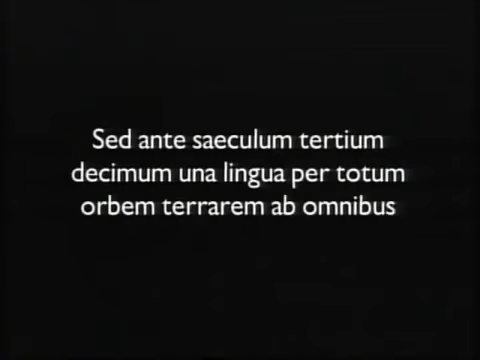 Sed ante saeculum tertium
decimum una lingua per totum
orbem terrarem ab omnibus